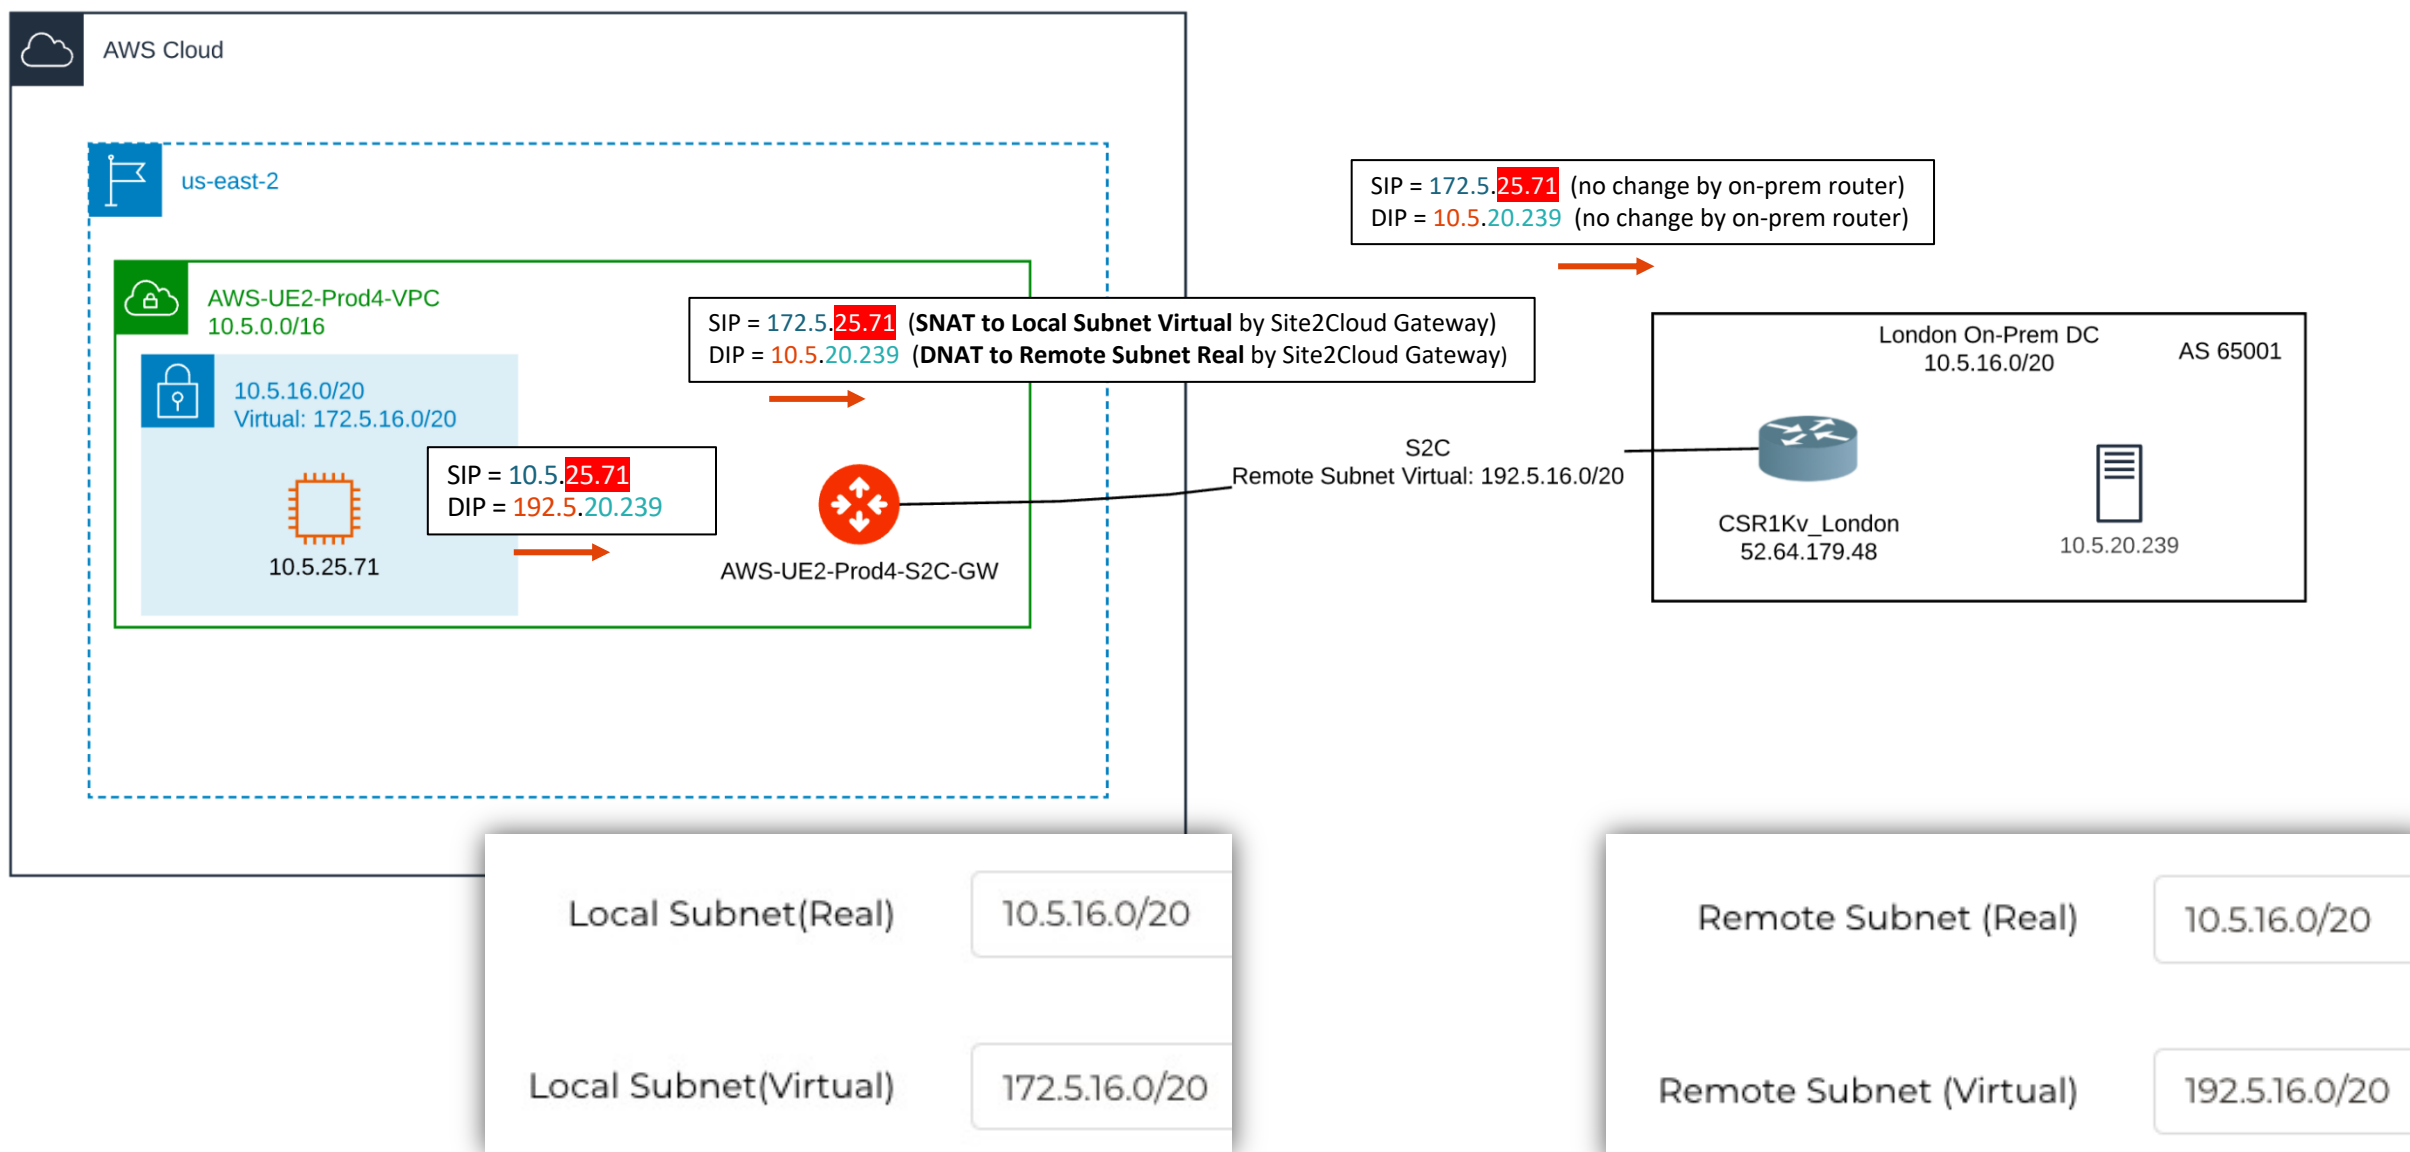 AWS Cloud
us-east-2
AWS-UE2-Prod4-VPC
10.5.0.0/16
10.5.16.0/20
Virtual: 172.5.16.0/20
10.5.25.71
SIP = 10.5.25.71
DIP = 192.5.20.239
SIP = 172.5.25.71 (SNAT to Local Subnet Virtual by Site2Cloud Gateway)
DIP = 10.5.20.239 (DNAT to Remote Subnet Real by Site2Cloud Gateway)
AWS-UE2-Prod4-S2C-GW
SIP = 172.5.25.71 (no change by on-prem router)
DIP = 10.5.20.239 (no change by on-prem router)
S2C
Remote Subnet Virtual: 192.5.16.0/20
London On-Prem DC
10.5.16.0/20
AS 65001
CSR1Kv_London
52.64.179.48
10.5.20.239
Local Subnet(Real) 10.5.16.0/20
Local Subnet(Virtual) 172.5.16.0/20
Remote Subnet (Real) 10.5.16.0/20
Remote Subnet (Virtual) 192.5.16.0/20